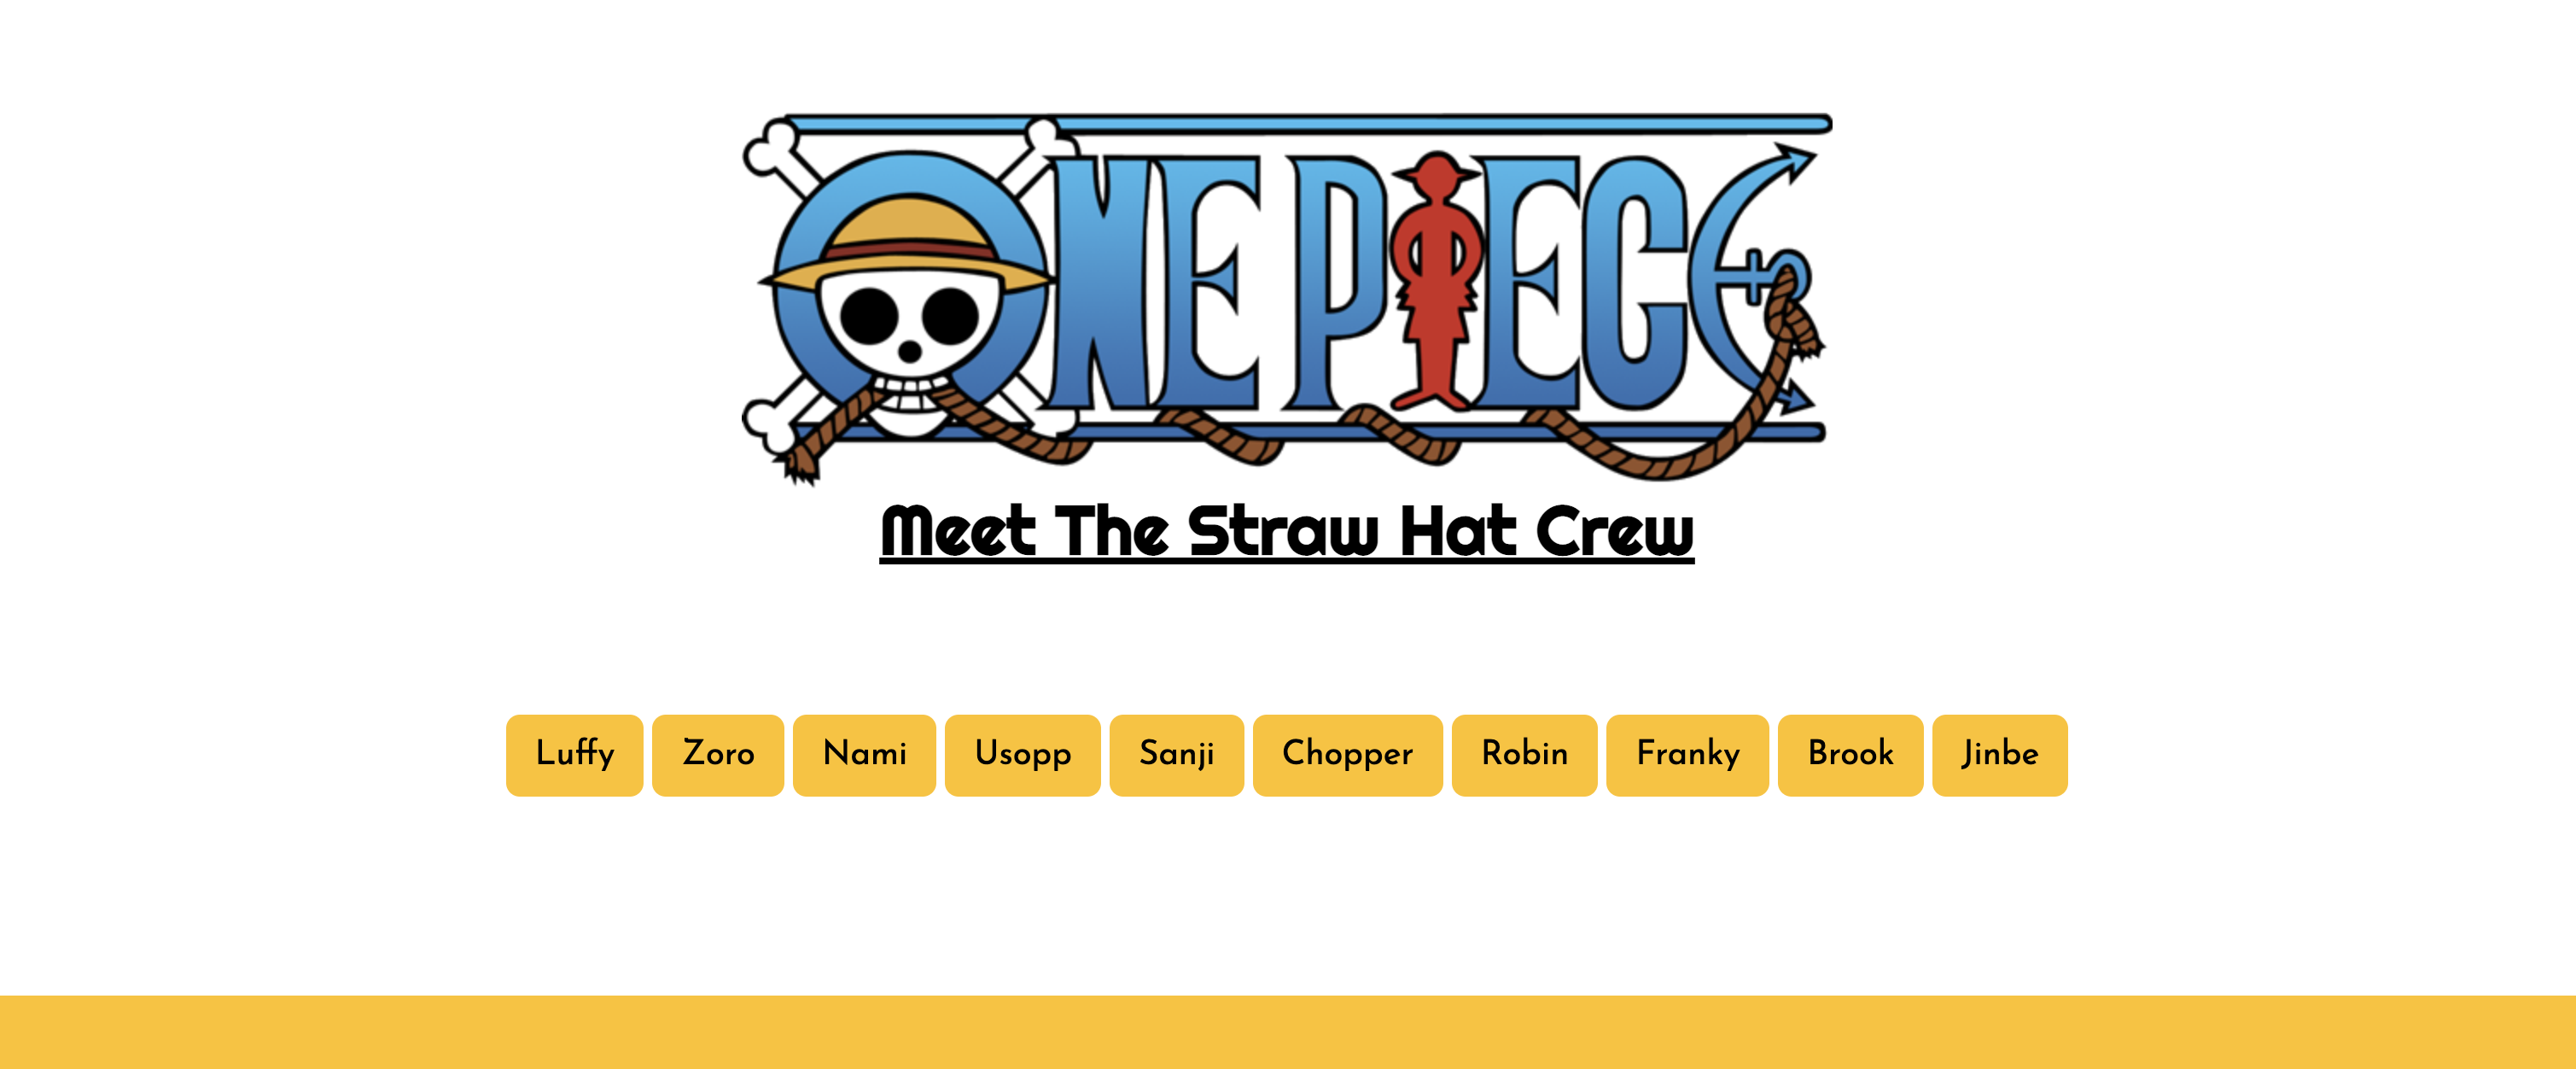 ONE PIECE
Meet The Straw Hat Crew
Luffy Zoro Nami Usopp Sanji Chopper Robin Franky Brook Jinbe